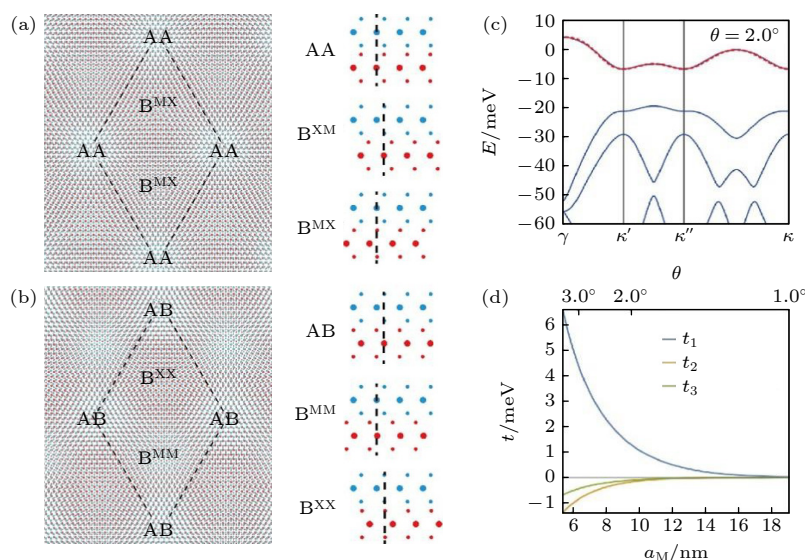 (a)
AA
B^MX
AA
AA
B^MX
AA
AA
B^XM
B^MX
(b)
AB
B^XX
AB
AB
B^MM
AB
AB
B^MM
B^XX
(c)
10
0
−10
−20
−30
−40
−50
−60
E/meV
θ = 2.0°
γ
κ′
κ″
κ
(d)
θ
3.0°
2.0°
1.0°
6
5
4
3
2
1
0
−1
t/meV
t₁
t₂
t₃
6
8
10
12
14
16
18
a_M/nm